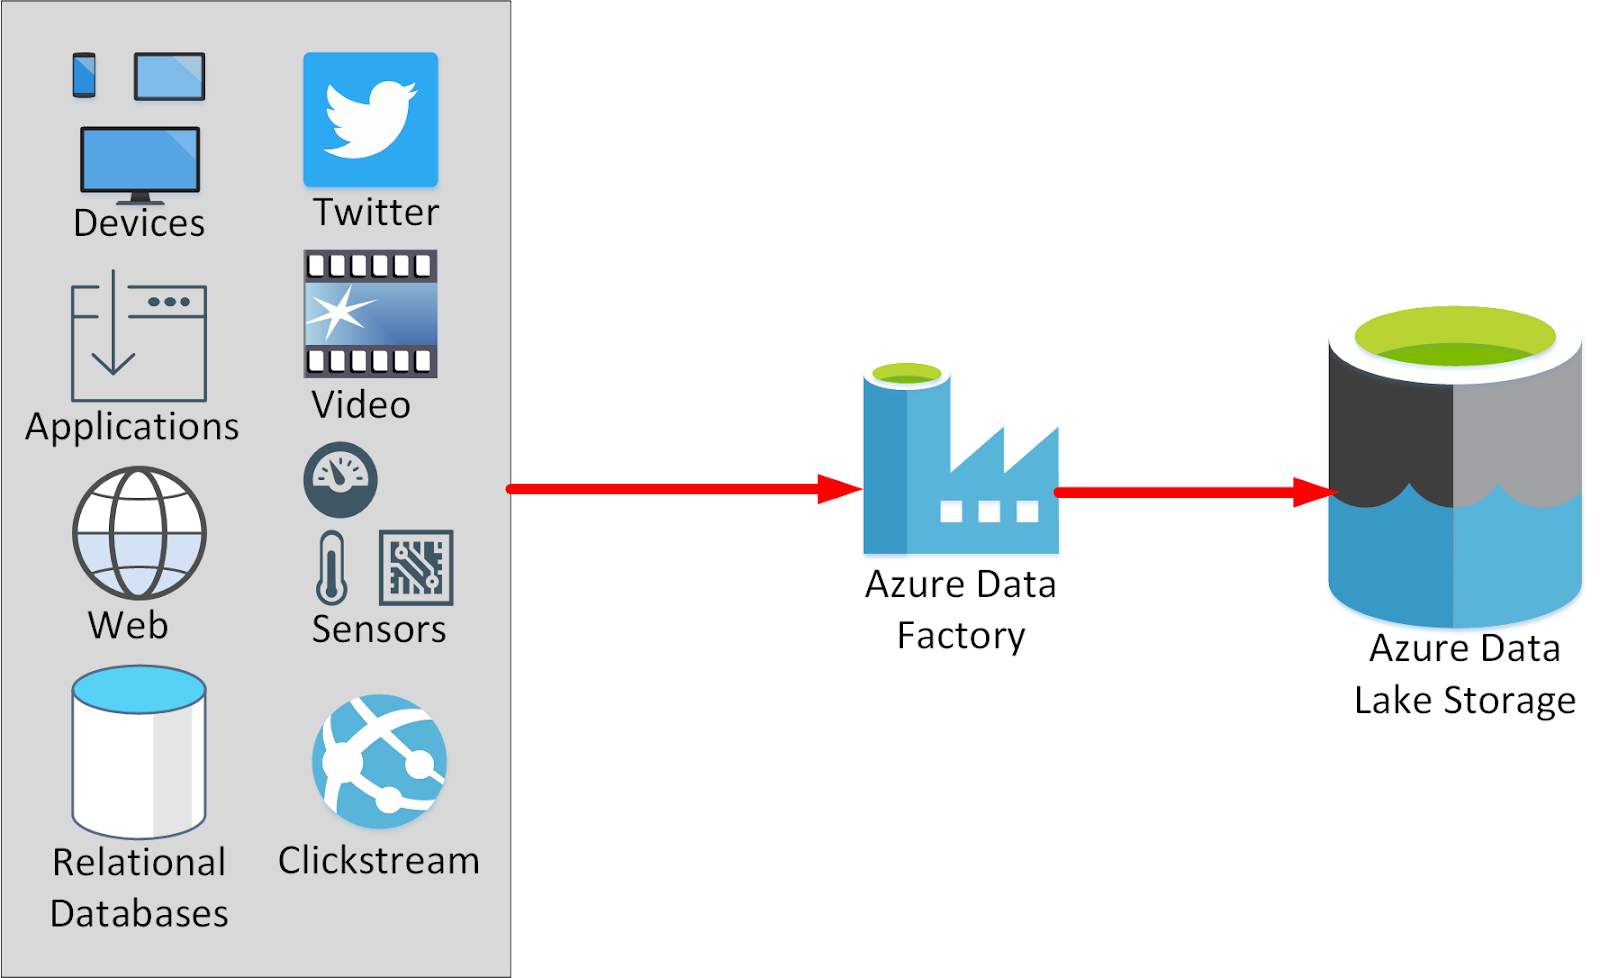 Devices
Twitter
Applications
Video
Web
Sensors
Relational
Databases
Clickstream
Azure Data
Factory
Azure Data
Lake Storage